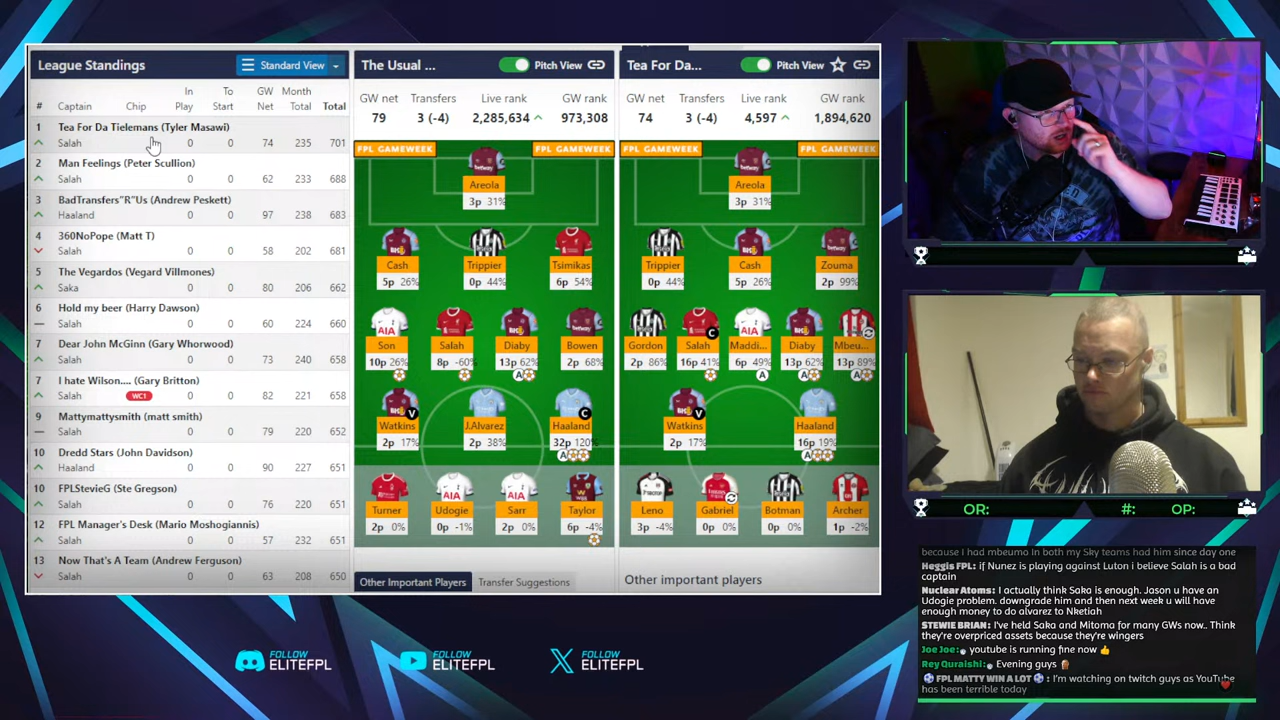 League Standings
Standard View
# Captain Chip In Play To Start GW Net Month Total Total
1 Tea For Da Tielemans (Tyler Masawi)
Salah 0 0 74 235 701
2 Man Feelings (Peter Scullion)
Salah 0 0 62 233 688
3 BadTransfers"R"Us (Andrew Peskett)
Haaland 0 0 97 238 683
4 360NoPope (Matt T)
Salah 0 0 58 202 681
5 The Vegardos (Vegard Villmones)
Saka 0 0 80 206 662
6 Hold my beer (Harry Dawson)
Salah 0 0 60 224 660
7 Dear John McGinn (Gary Whorwood)
Salah 0 0 73 240 658
7 I hate Wilson.... (Gary Britton)
Salah WC1 0 0 82 221 658
9 Mattymattysmith (matt smith)
Salah 0 0 79 220 652
10 Dredd Stars (John Davidson)
Haaland 0 0 90 227 651
10 FPLStevieG (Ste Gregson)
Salah 0 0 76 220 651
12 FPL Manager's Desk (Mario Moshogiannis)
Salah 0 0 57 232 651
13 Now That's A Team (Andrew Ferguson)
Salah 0 0 63 208 650
The Usual ... Pitch View
GW net Transfers Live rank GW rank
79 3 (-4) 2,285,634 973,308
FPL GAMEWEEK FPL GAMEWEEK
Areola
3p 31%
Cash Trippier Tsimikas
5p 26% 0p 44% 6p 54%
Son Salah Diaby Bowen
10p 26% 8p -60% 13p 62% 2p 68%
A
V C
Watkins J.Alvarez Haaland
2p 17% 2p 38% 32p 120%
A
Turner Udogie Sarr Taylor
2p 0% 0p -1% 2p 0% 6p -4%
Other Important Players Transfer Suggestions
Tea For Da... Pitch View
GW net Transfers Live rank GW rank
74 3 (-4) 4,597 1,894,620
FPL GAMEWEEK FPL GAMEWEEK
Areola
3p 31%
Trippier Cash Zouma
0p 44% 5p 26% 2p 99%
C
Gordon Salah Maddi... Diaby Mbeu...
2p 86% 16p 41% 6p 49% 13p 62% 13p 89%
A A A
V
Watkins Haaland
2p 17% 16p 19%
A
Leno Gabriel Botman Archer
3p -4% 0p 0% 0p 0% 1p -2%
Other important players
OR: #: OP:
because I had mbeumo in both my Sky teams had him since day one
Heggis FPL: if Nunez is playing against Luton i believe Salah is a bad
captain
Nuclear Atoms: I actually think Saka is enough. Jason u have an
Udogie problem. downgrade him and then next week u will have
enough money to do alvarez to Nketiah
STEWIE BRIAN: I've held Saka and Mitoma for many GWs now.. Think
they're overpriced assets because they're wingers
Joe Joe: youtube is running fine now 👍
Rey Quraishi: Evening guys
⚽ FPL MATTY WIN A LOT ⚽ : I'm watching on twitch guys as YouTube
has been terrible today
FOLLOW
ELITEFPL
FOLLOW
ELITEFPL
FOLLOW
ELITEFPL